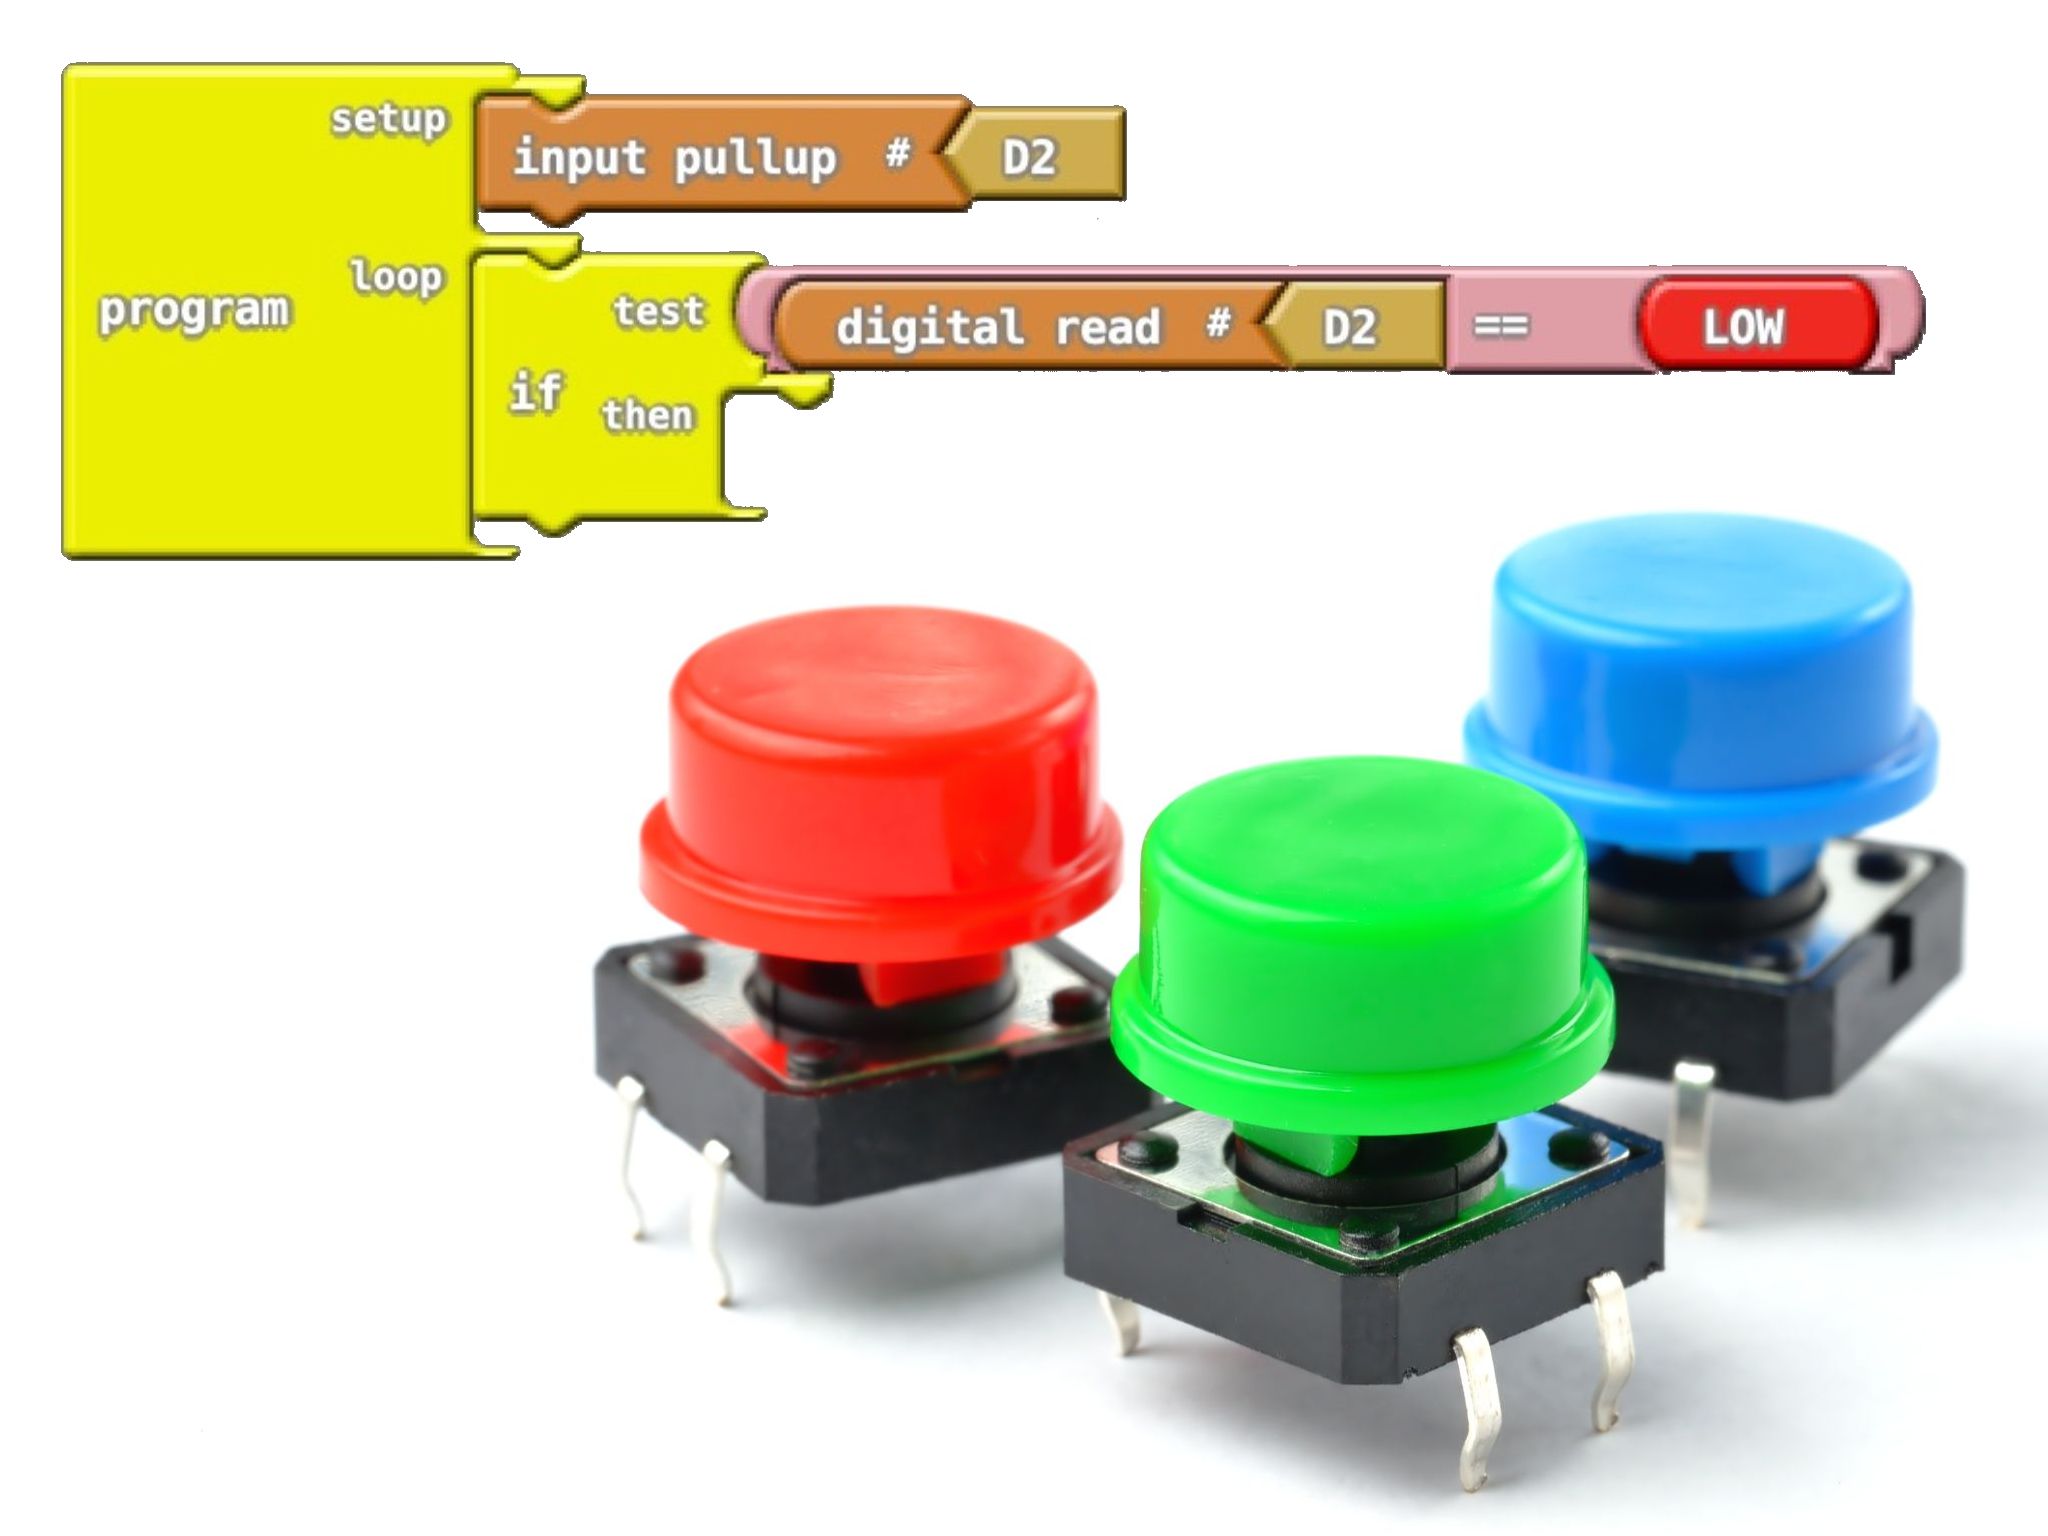 setup
input pullup # D2
program
loop
test
digital read # D2 == LOW
if
then